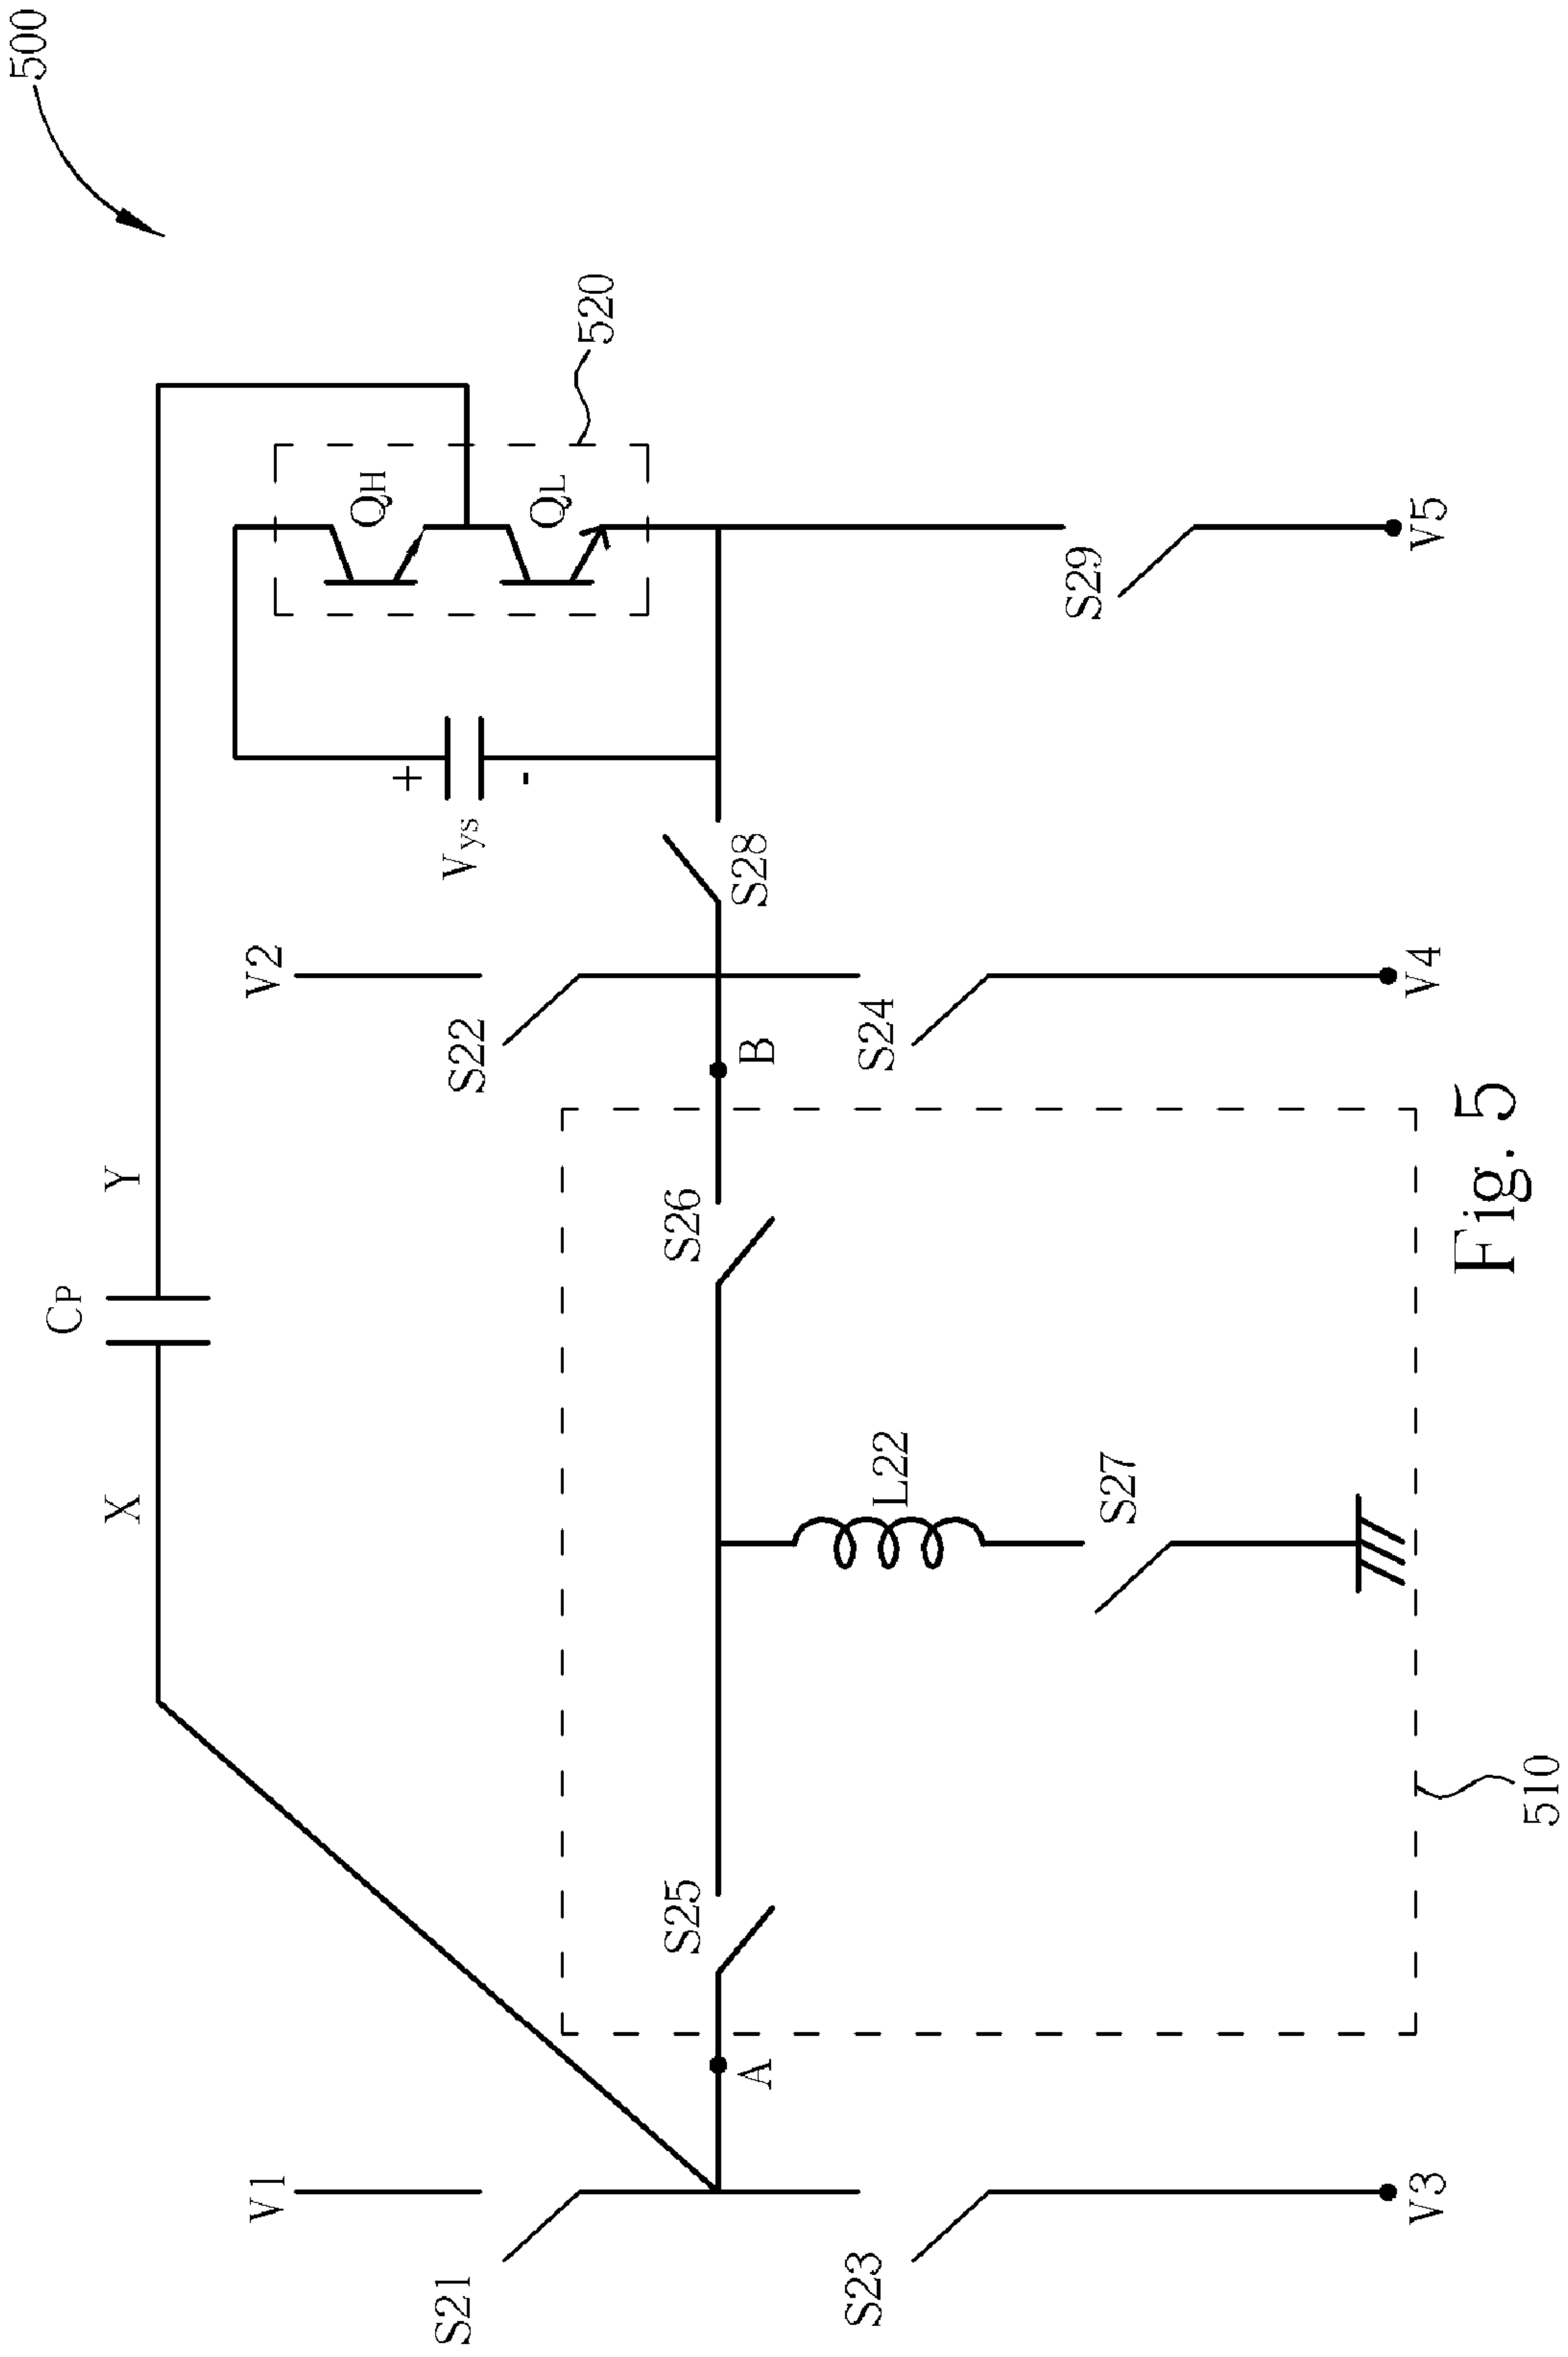 500
CP
X
Y
V1
V2
+
-
Vys
QH
QL
520
S21
S22
S25
S26
S28
A
B
L22
S23
S24
S27
S29
V3
V4
V5
510
Fig. 5